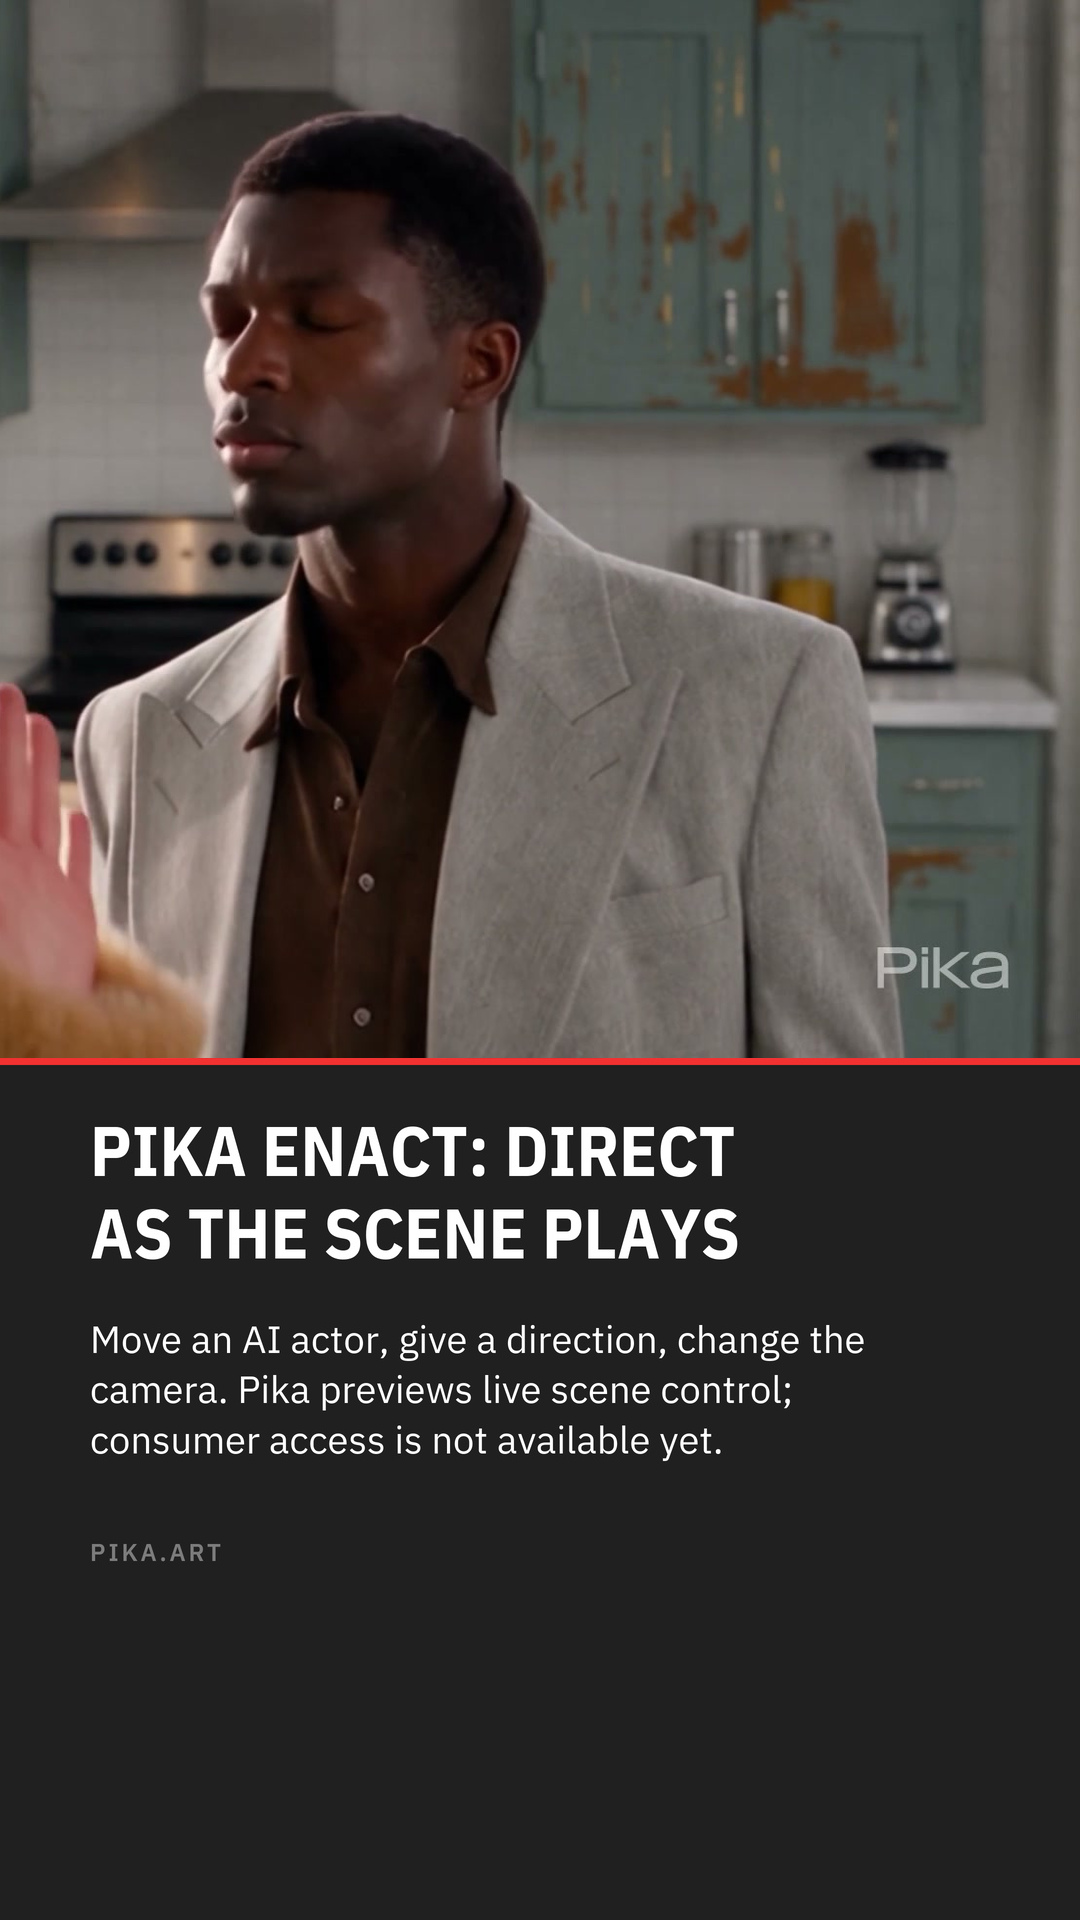 Pika
PIKA ENACT: DIRECT
AS THE SCENE PLAYS
Move an AI actor, give a direction, change the
camera. Pika previews live scene control;
consumer access is not available yet.
PIKA.ART